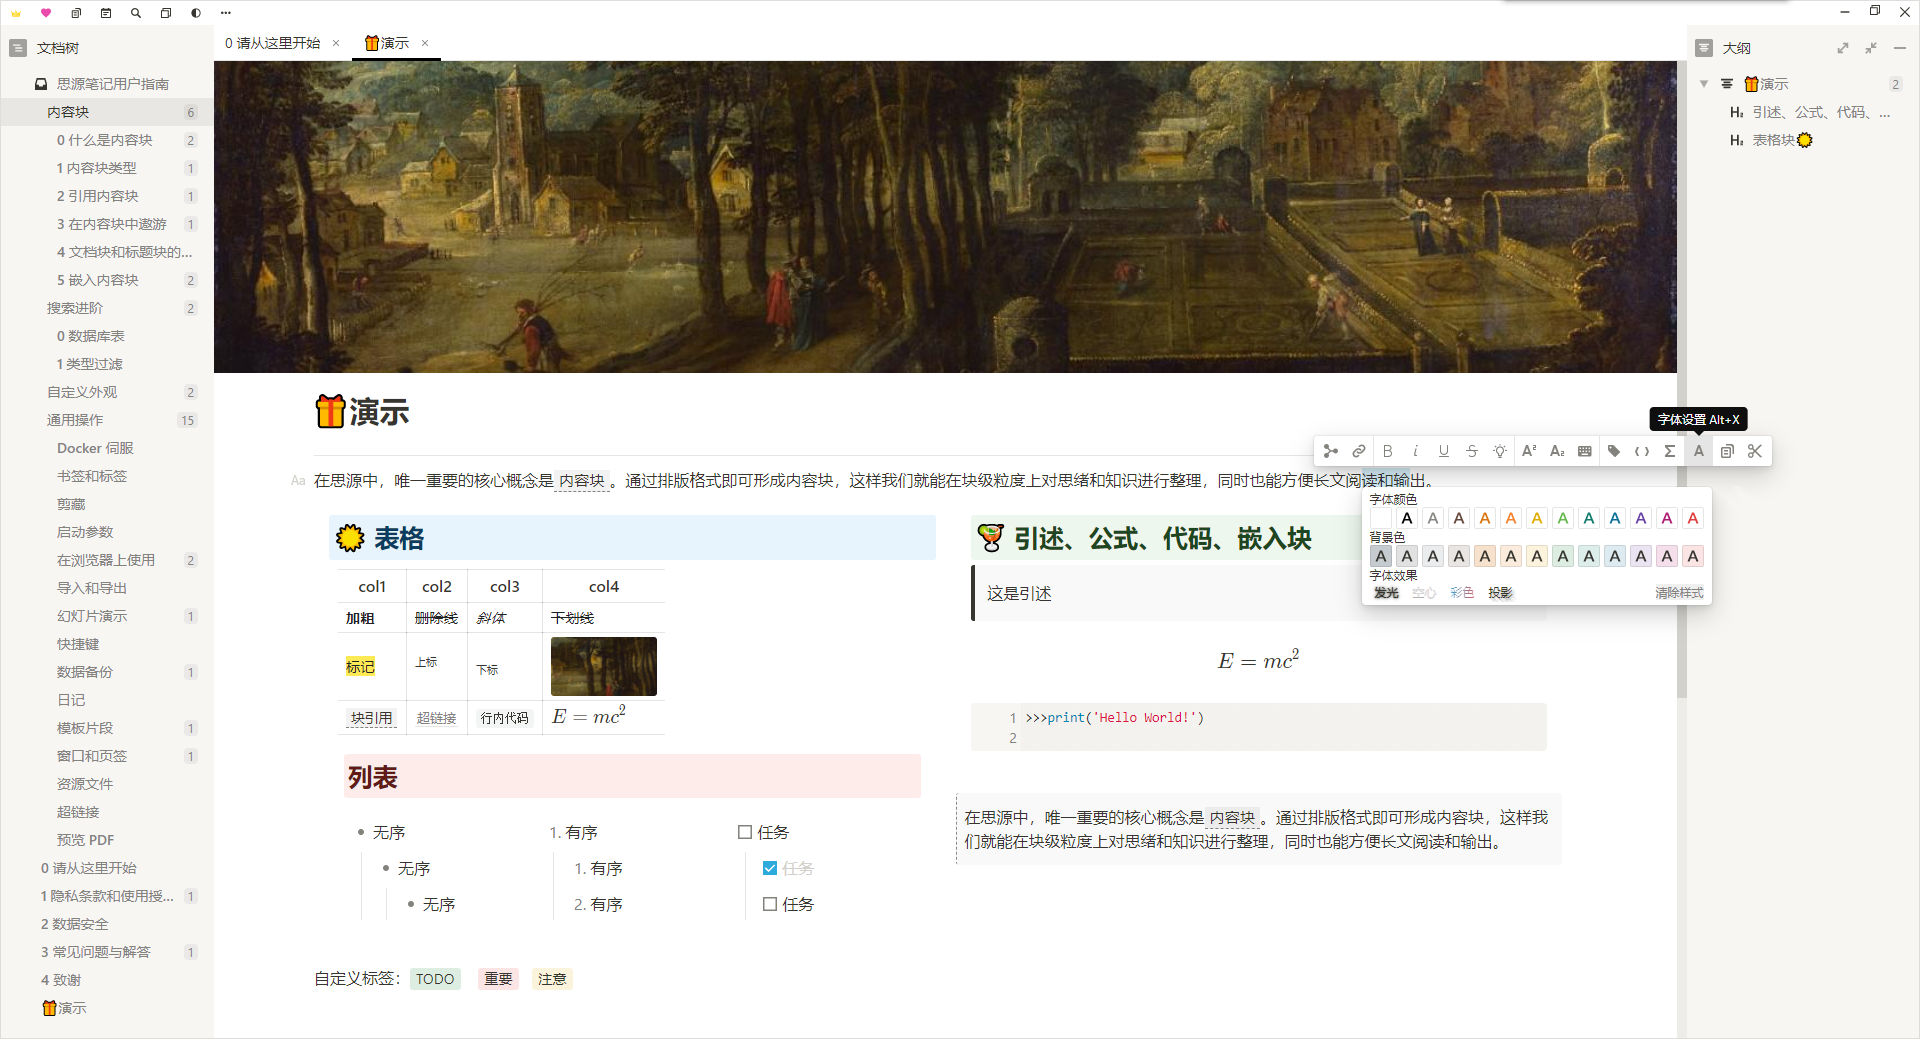 文档树
思源笔记用户指南
内容块 6
0 什么是内容块 2
1 内容块类型 1
2 引用内容块 1
3 在内容块中遨游 1
4 文档块和标题块的...
5 嵌入内容块 2
搜索进阶 2
0 数据库表
1 类型过滤
自定义外观 2
通用操作 15
Docker 伺服
书签和标签
剪藏
启动参数
在浏览器上使用 2
导入和导出
幻灯片演示 1
快捷键
数据备份 1
日记
模板片段 1
窗口和页签 1
资源文件
超链接
预览 PDF
0 请从这里开始
1 隐私条款和使用授... 1
2 数据安全
3 常见问题与解答 1
4 致谢
演示
0 请从这里开始 ×
演示 ×
演示
字体设置 Alt+X
B i U S A² A₂ Σ A
Aa 在思源中，唯一重要的核心概念是 内容块 。通过排版格式即可形成内容块，这样我们就能在块级粒度上对思绪和知识进行整理，同时也能方便长文阅读和输出。
字体颜色
A A A A A A A A A A A A
背景色
A A A A A A A A A A A A A
字体效果
发光 空心 彩色 投影 清除样式
表格
col1 col2 col3 col4
加粗 删除线 斜体 下划线
标记 上标 下标
块引用 超链接 行内代码 E = mc²
列表
• 无序
• 无序
• 无序
1. 有序
1. 有序
2. 有序
任务
任务
任务
自定义标签： TODO 重要 注意
引述、公式、代码、嵌入块
这是引述
E = mc²
1 >>>print('Hello World!')
2
在思源中，唯一重要的核心概念是 内容块 。通过排版格式即可形成内容块，这样我
们就能在块级粒度上对思绪和知识进行整理，同时也能方便长文阅读和输出。
大纲
演示 2
H₂ 引述、公式、代码、...
H₂ 表格块